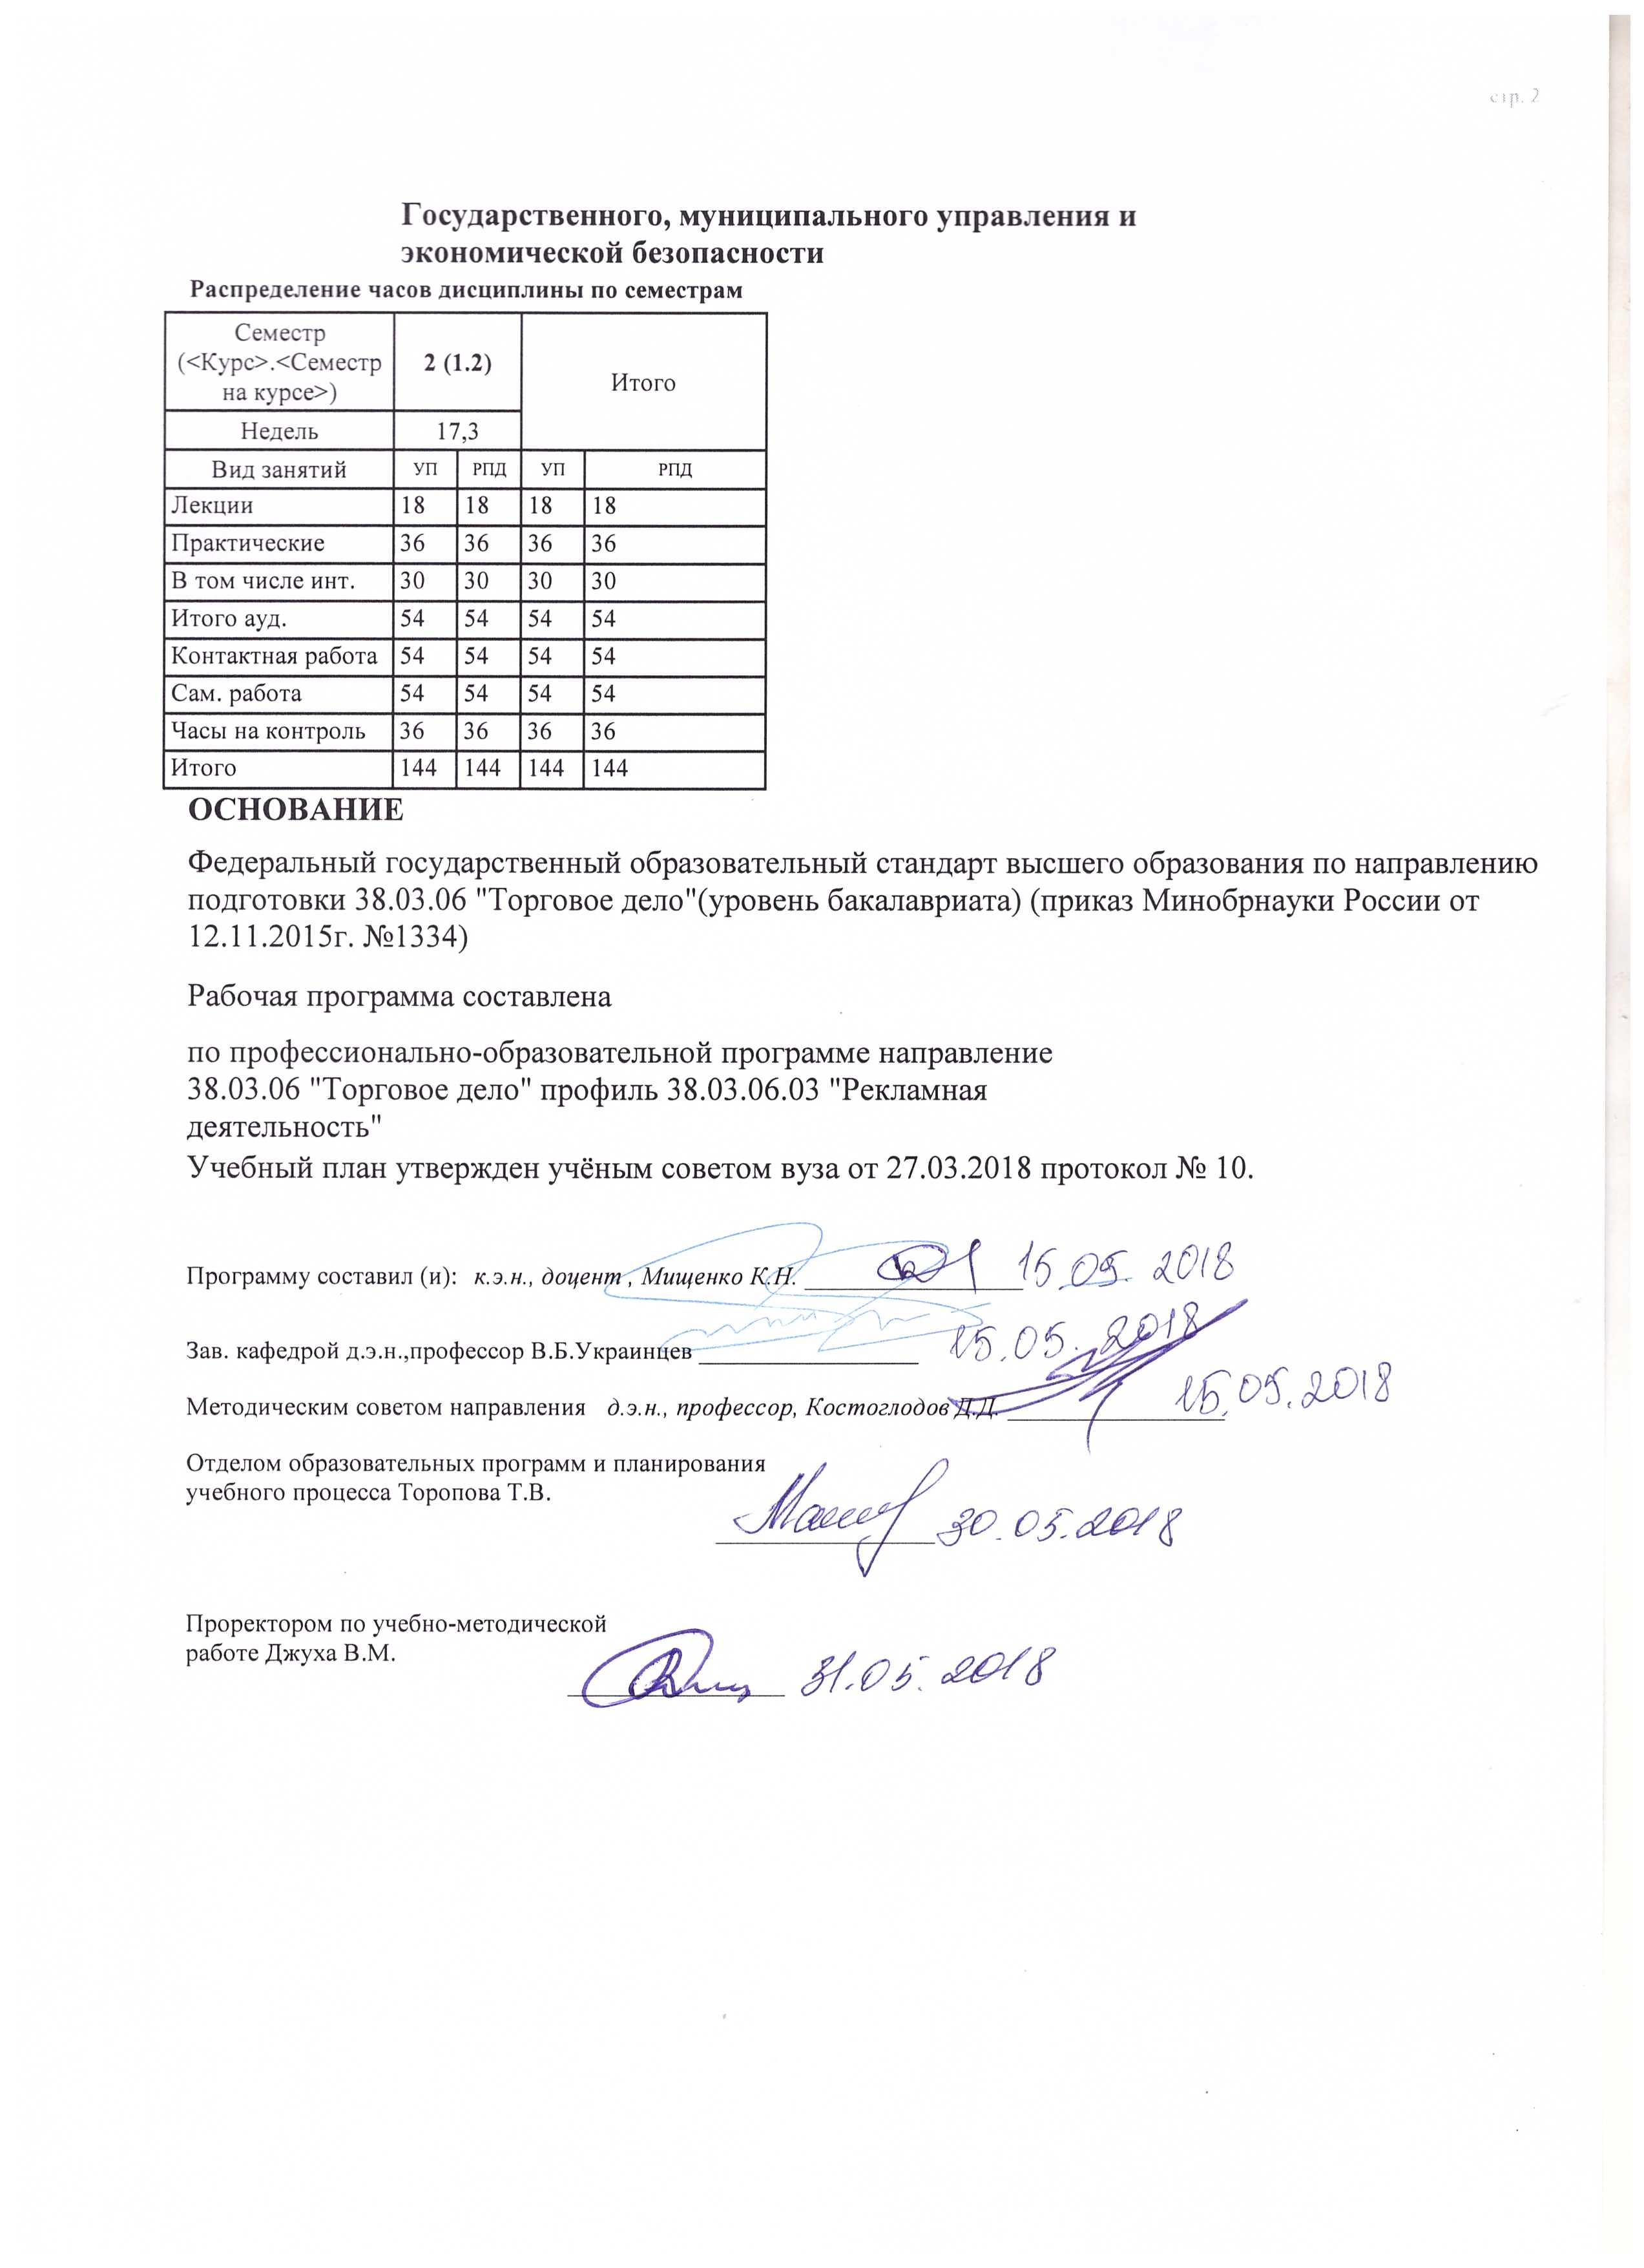 стр. 2
Государственного, муниципального управления и
экономической безопасности
Распределение часов дисциплины по семестрам
Семестр (<Курс>.<Семестр на курсе>) 2 (1.2) Итого
Недель 17,3
Вид занятий УП РПД УП РПД
Лекции 18 18 18 18
Практические 36 36 36 36
В том числе инт. 30 30 30 30
Итого ауд. 54 54 54 54
Контактная работа 54 54 54 54
Сам. работа 54 54 54 54
Часы на контроль 36 36 36 36
Итого 144 144 144 144
ОСНОВАНИЕ
Федеральный государственный образовательный стандарт высшего образования по направлению
подготовки 38.03.06 "Торговое дело"(уровень бакалавриата) (приказ Минобрнауки России от
12.11.2015г. №1334)
Рабочая программа составлена
по профессионально-образовательной программе направление
38.03.06 "Торговое дело" профиль 38.03.06.03 "Рекламная
деятельность"
Учебный план утвержден учёным советом вуза от 27.03.2018 протокол № 10.
Программу составил (и): к.э.н., доцент , Мищенко К.Н. 15.05. 2018
Зав. кафедрой д.э.н.,профессор В.Б.Украинцев 15.05. 2018
Методическим советом направления д.э.н., профессор, Костоглодов Д.Д. 15.05.2018
Отделом образовательных программ и планирования
учебного процесса Торопова Т.В.
30.05.2018
Проректором по учебно-методической
работе Джуха В.М.
31.05.2018